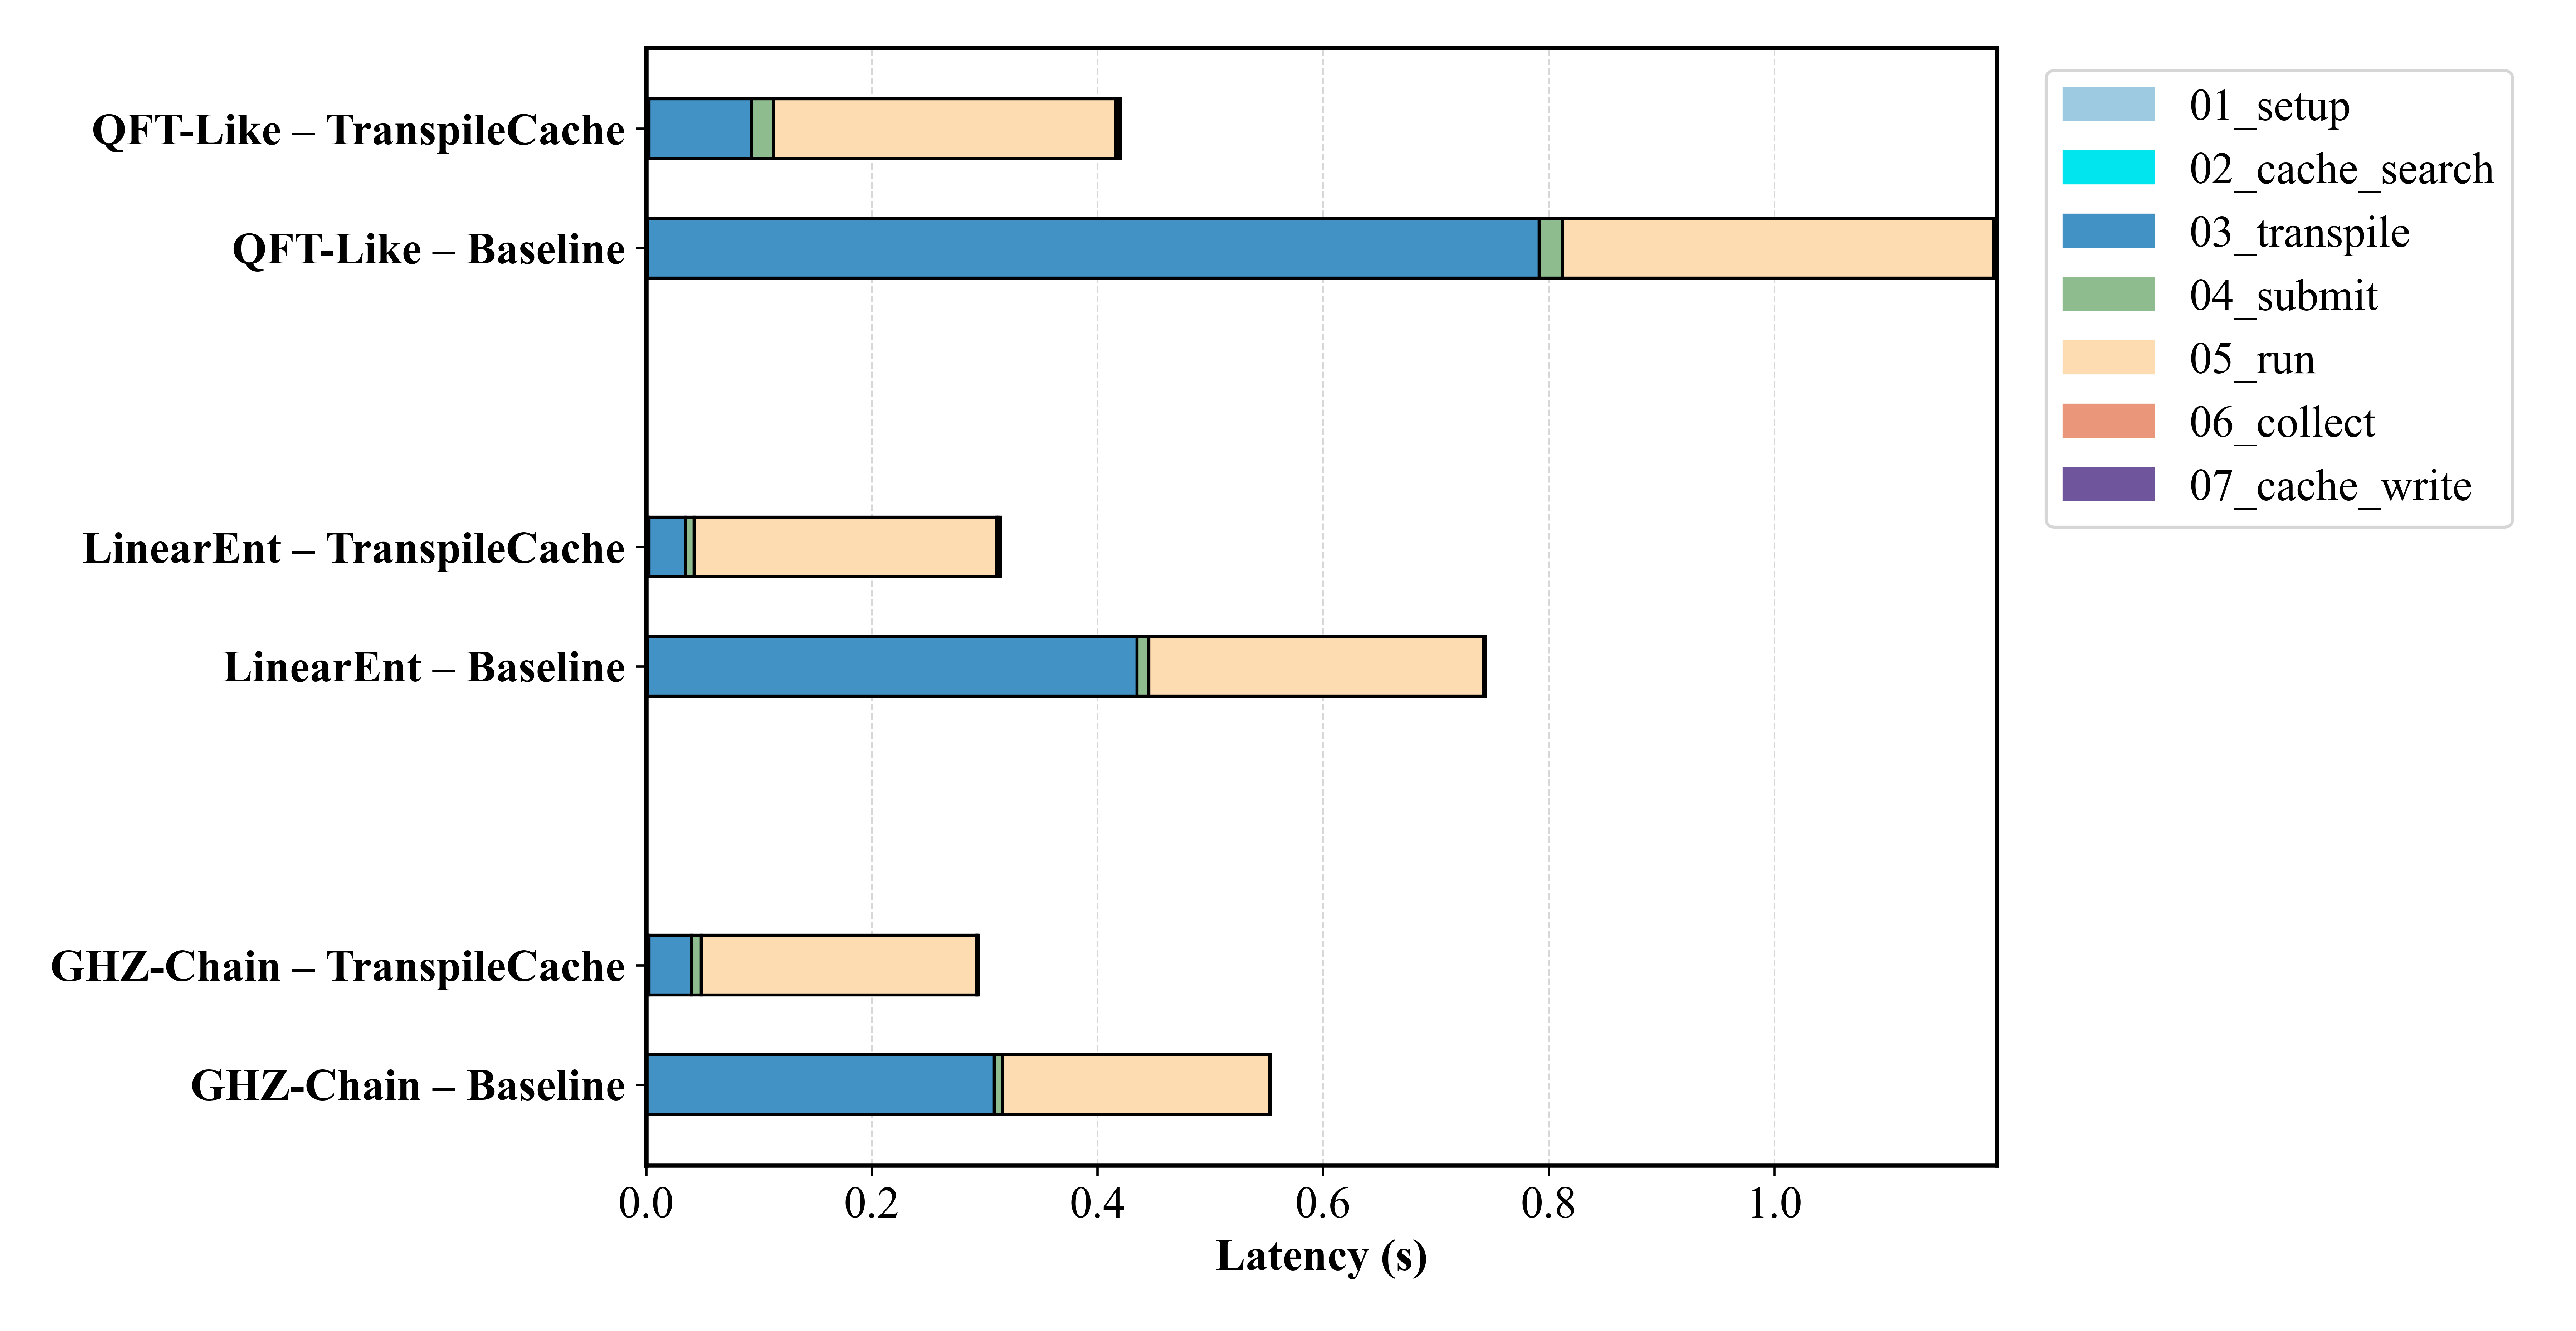 QFT-Like – TranspileCache
QFT-Like – Baseline
LinearEnt – TranspileCache
LinearEnt – Baseline
GHZ-Chain – TranspileCache
GHZ-Chain – Baseline
0.0 0.2 0.4 0.6 0.8 1.0
Latency (s)
01_setup
02_cache_search
03_transpile
04_submit
05_run
06_collect
07_cache_write